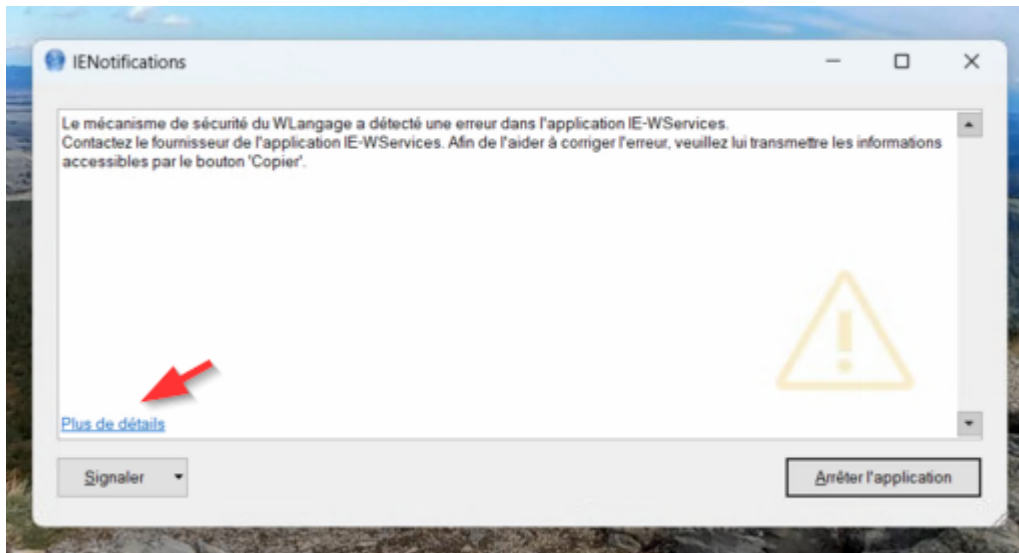 IENotifications
Le mécanisme de sécurité du WLangage a détecté une erreur dans l'application IE-WServices.
Contactez le fournisseur de l'application IE-WServices. Afin de l'aider à corriger l'erreur, veuillez lui transmettre les informations
accessibles par le bouton 'Copier'.
Plus de détails
Signaler
Arrêter l'application